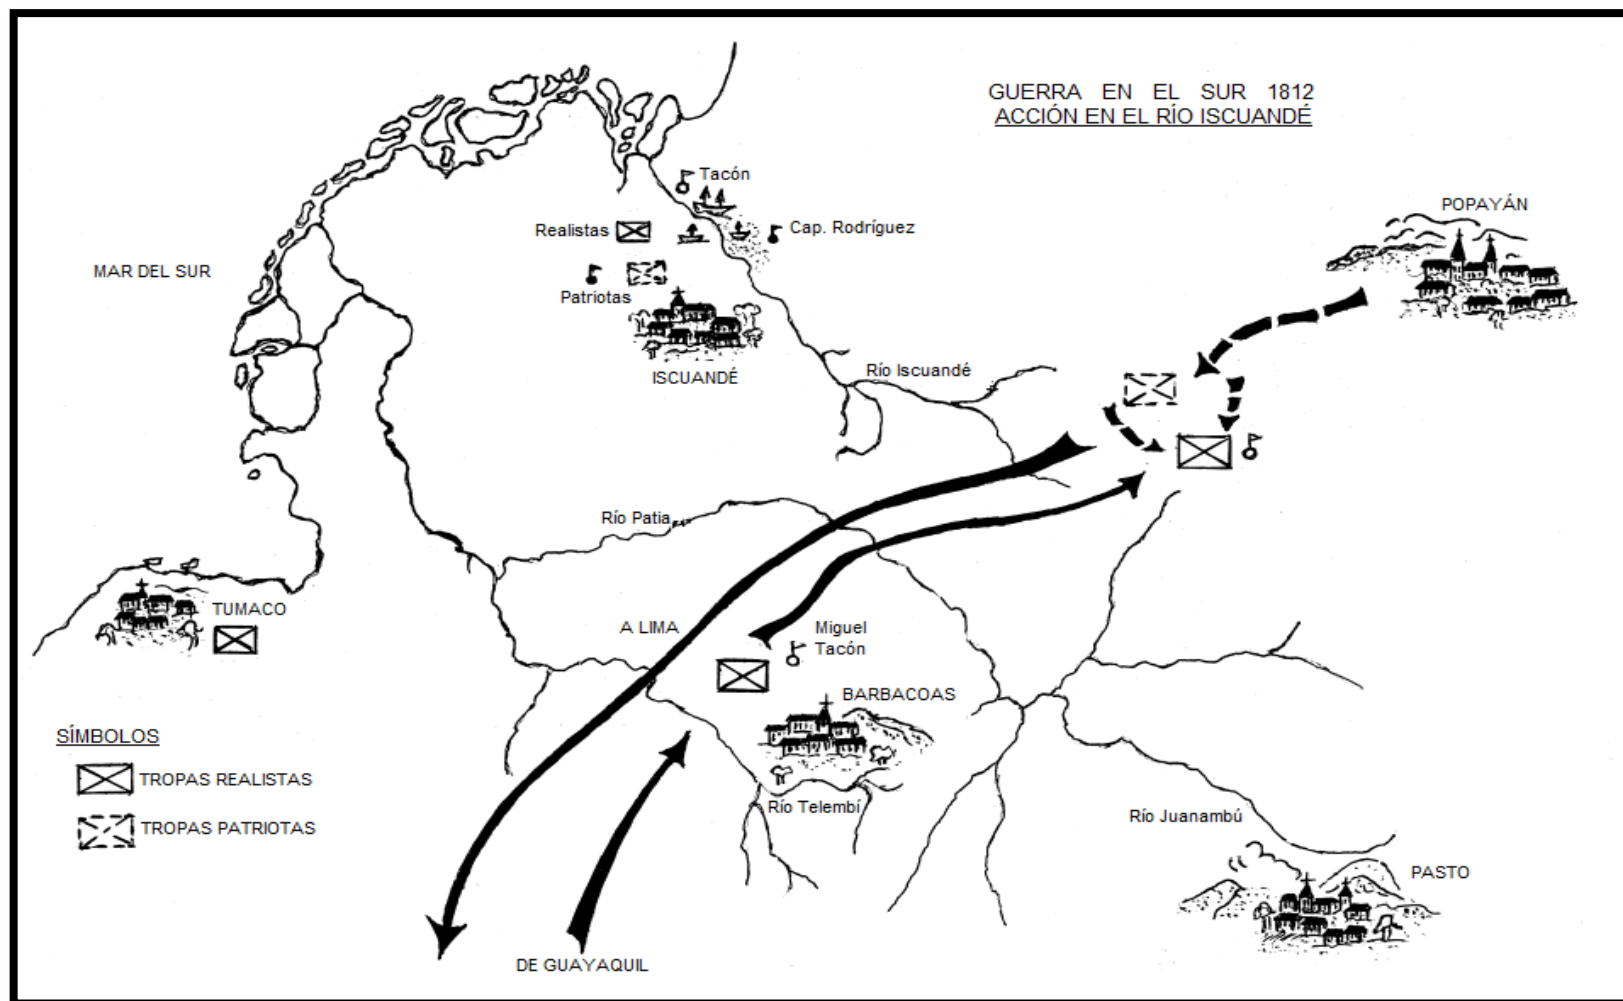 GUERRA EN EL SUR 1812
ACCIÓN EN EL RÍO ISCUANDÉ
Tacón
Realistas
Cap. Rodríguez
POPAYÁN
MAR DEL SUR
Patriotas
ISCUANDÉ
Río Iscuandé
Río Patia
TUMACO
A LIMA
Miguel
Tacón
BARBACOAS
SÍMBOLOS
TROPAS REALISTAS
TROPAS PATRIOTAS
Río Telembí
Río Juanambú
PASTO
DE GUAYAQUIL